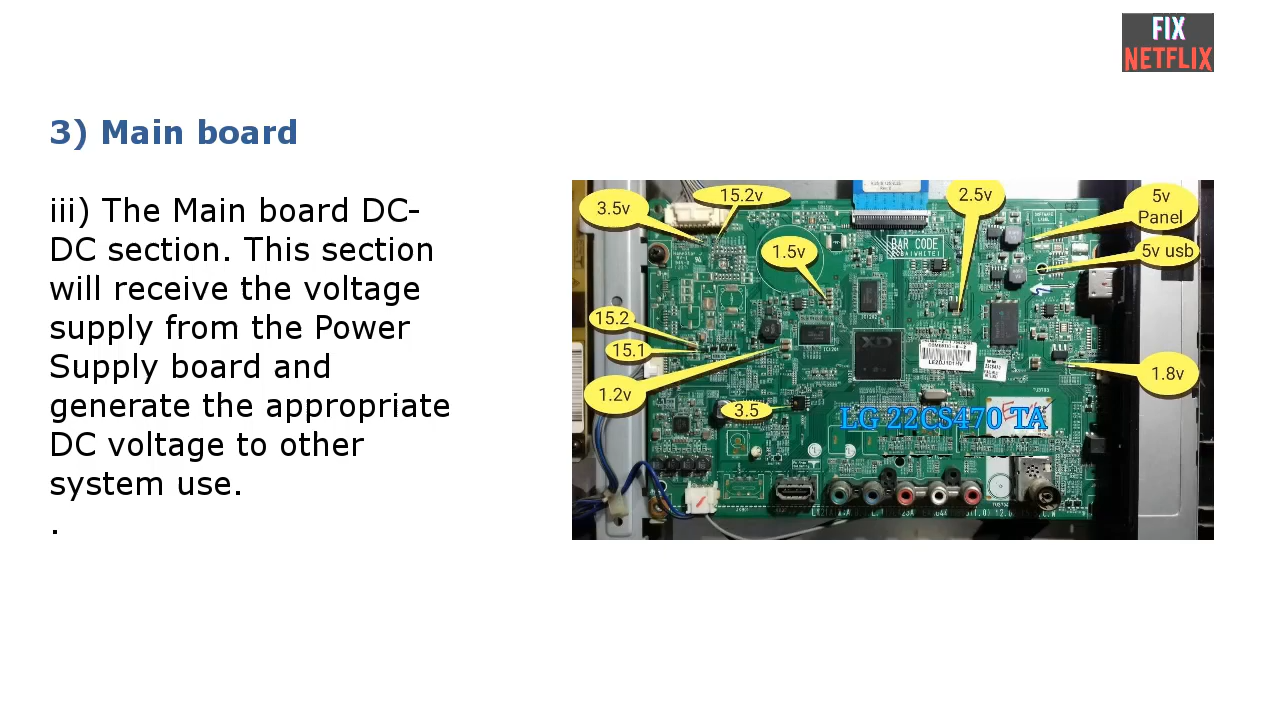 FIX
NETFLIX
3) Main board
iii) The Main board DC-
DC section. This section
will receive the voltage
supply from the Power
Supply board and
generate the appropriate
DC voltage to other
system use.
.
3.5v
15.2v
2.5v
5v
Panel
1.5v
5v usb
BAR CODE
15.2
15.1
1.2v
3.5
1.8v
XD
LG 22CS470 TA